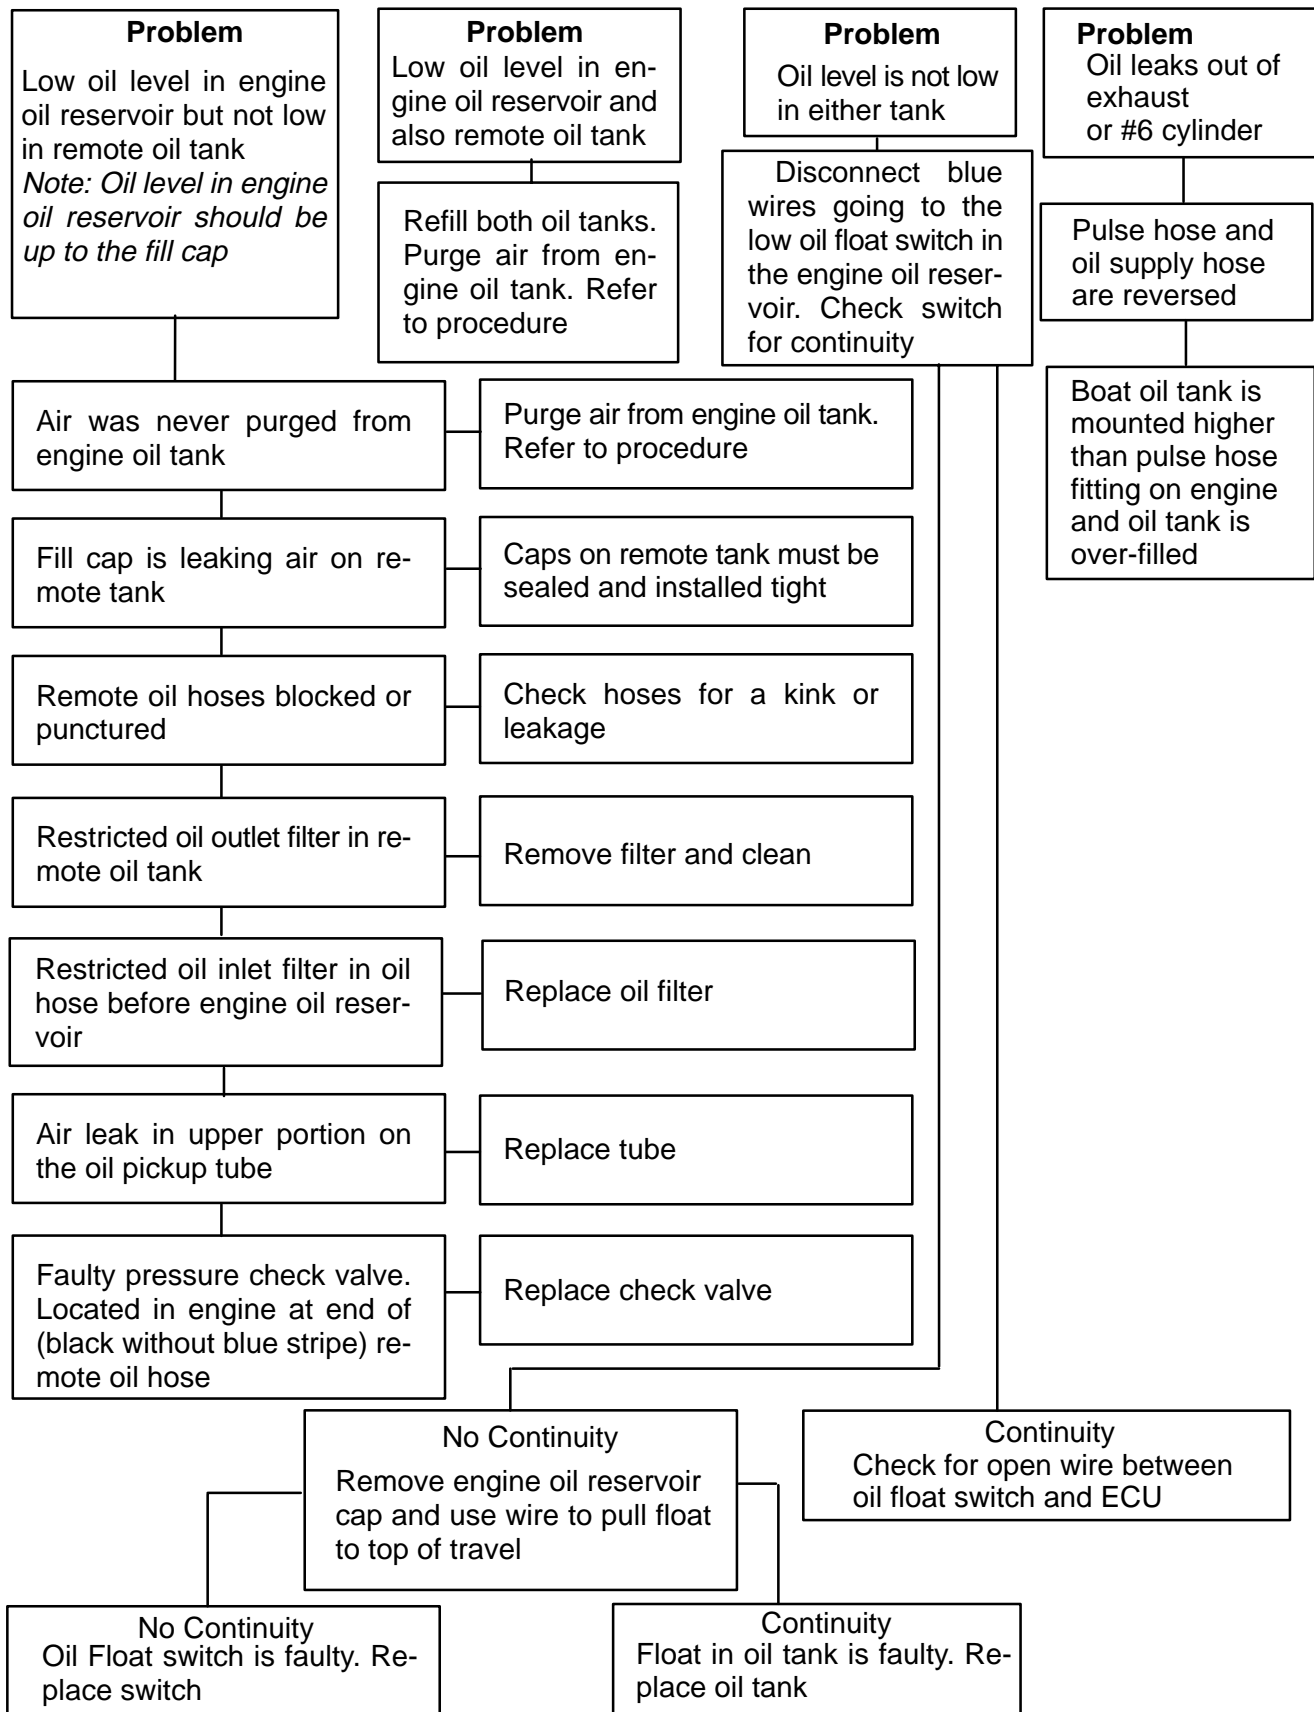 Problem
Low oil level in engine
oil reservoir but not low
in remote oil tank
Note: Oil level in engine
oil reservoir should be
up to the fill cap
Problem
Low oil level in en-
gine oil reservoir and
also remote oil tank
Refill both oil tanks.
Purge air from en-
gine oil tank. Refer
to procedure
Problem
Oil level is not low
in either tank
Disconnect blue
wires going to the
low oil float switch in
the engine oil reser-
voir. Check switch
for continuity
Problem
Oil leaks out of
exhaust
or #6 cylinder
Pulse hose and
oil supply hose
are reversed
Boat oil tank is
mounted higher
than pulse hose
fitting on engine
and oil tank is
over-filled
Air was never purged from
engine oil tank
Purge air from engine oil tank.
Refer to procedure
Fill cap is leaking air on re-
mote tank
Caps on remote tank must be
sealed and installed tight
Remote oil hoses blocked or
punctured
Check hoses for a kink or
leakage
Restricted oil outlet filter in re-
mote oil tank
Remove filter and clean
Restricted oil inlet filter in oil
hose before engine oil reser-
voir
Replace oil filter
Air leak in upper portion on
the oil pickup tube
Replace tube
Faulty pressure check valve.
Located in engine at end of
(black without blue stripe) re-
mote oil hose
Replace check valve
No Continuity
Remove engine oil reservoir
cap and use wire to pull float
to top of travel
Continuity
Check for open wire between
oil float switch and ECU
No Continuity
Oil Float switch is faulty. Re-
place switch
Continuity
Float in oil tank is faulty. Re-
place oil tank